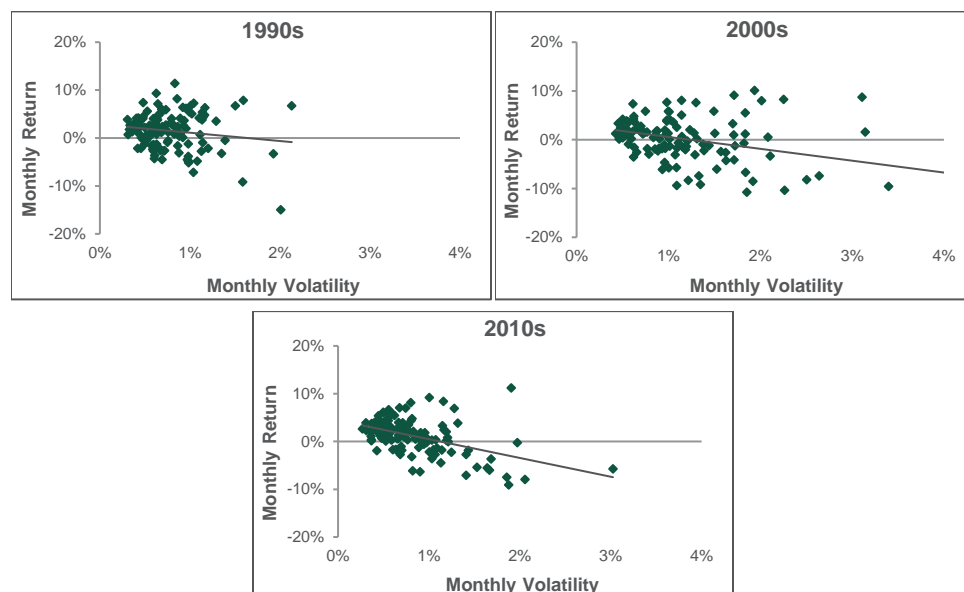 1990s
20%
10%
0%
-10%
-20%
Monthly Return
0% 1% 2% 3% 4%
Monthly Volatility
2000s
20%
10%
0%
-10%
-20%
Monthly Return
0% 1% 2% 3% 4%
Monthly Volatility
2010s
20%
10%
0%
-10%
-20%
Monthly Return
0% 1% 2% 3% 4%
Monthly Volatility